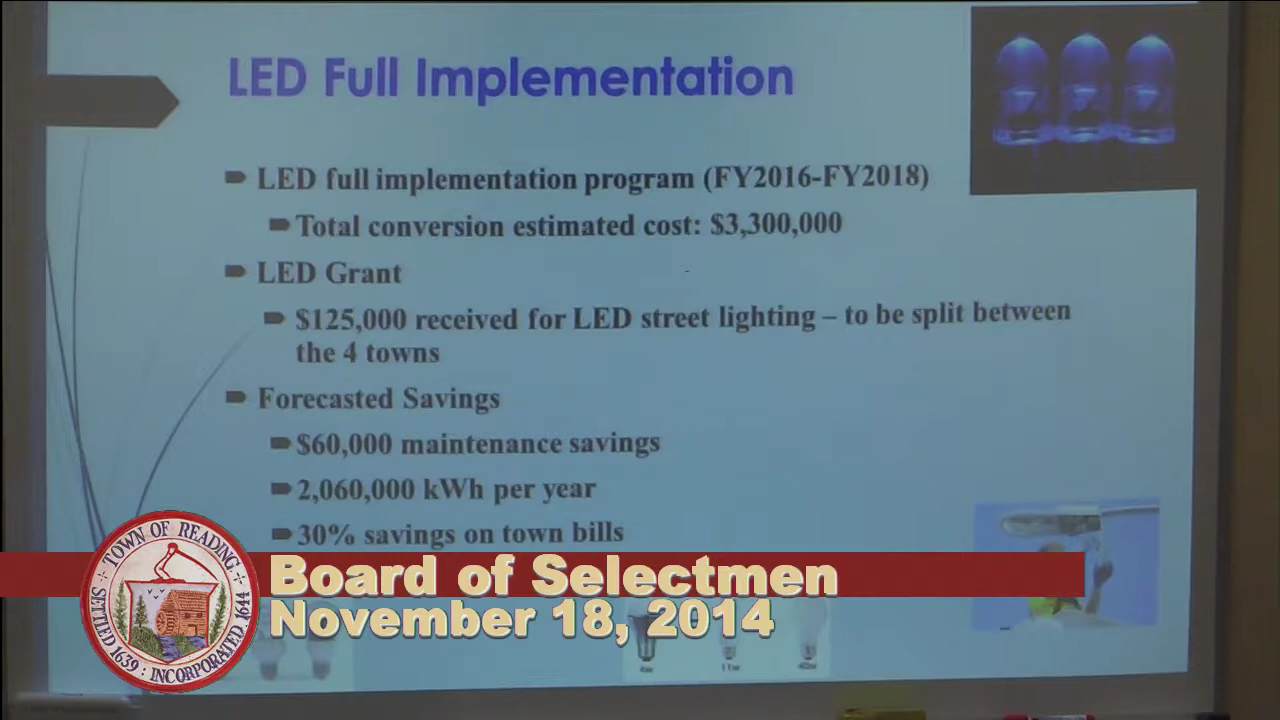 LED Full Implementation
LED full implementation program (FY2016-FY2018)
Total conversion estimated cost: $3,300,000
LED Grant
$125,000 received for LED street lighting – to be split between
the 4 towns
Forecasted Savings
$60,000 maintenance savings
2,060,000 kWh per year
30% savings on town bills
Board of Selectmen
November 18, 2014
TOWN OF READING
SETTLED 1639 : INCORPORATED 1644